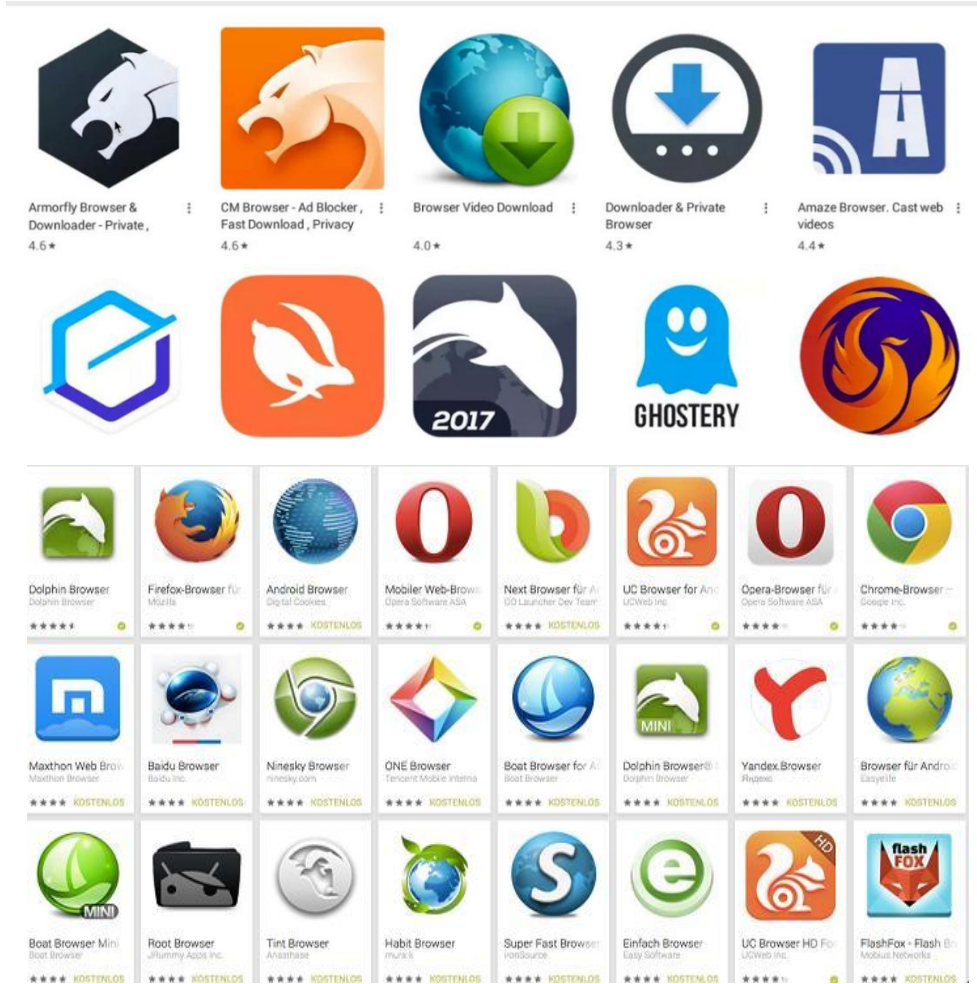 Armorfly Browser &
Downloader - Private ,
4.6★
CM Browser - Ad Blocker ,
Fast Download , Privacy
4.6★
Browser Video Download
4.0★
Downloader & Private
Browser
4.3★
Amaze Browser. Cast web
videos
4.4★
2017
GHOSTERY
Dolphin Browser
Dolphin Browser
Firefox-Browser für
Mozilla
Android Browser
Digital Cookies
KOSTENLOS
Mobiler Web-Brow
Opera Software ASA
Next Browser für A
GO Launcher Dev Team
KOSTENLOS
UC Browser for And
UCWeb Inc.
Opera-Browser für
Opera Software ASA
Chrome-Browser –
Google Inc.
Maxthon Web Brow
Maxthon Browser
KOSTENLOS
Baidu Browser
Baidu Inc.
KOSTENLOS
Ninesky Browser
ninesky.com
KOSTENLOS
ONE Browser
Tencent Mobile Interna
KOSTENLOS
Boat Browser for A
Boat Browser
KOSTENLOS
MINI
Dolphin Browser®
Dolphin Browser
KOSTENLOS
Yandex.Browser
Яндекс
KOSTENLOS
Browser für Androi
Easyelife
KOSTENLOS
MINI
Boat Browser Mini
Boat Browser
KOSTENLOS
Root Browser
JRummy Apps Inc.
KOSTENLOS
Tint Browser
Anasthase
KOSTENLOS
Habit Browser
mura.li
KOSTENLOS
S
Super Fast Browser
ironSource
KOSTENLOS
e
Einfach Browser
Easy Software
KOSTENLOS
HD
UC Browser HD Fo
UCWeb Inc.
flash
FOX
FlashFox - Flash Br
Mobius Networks
KOSTENLOS